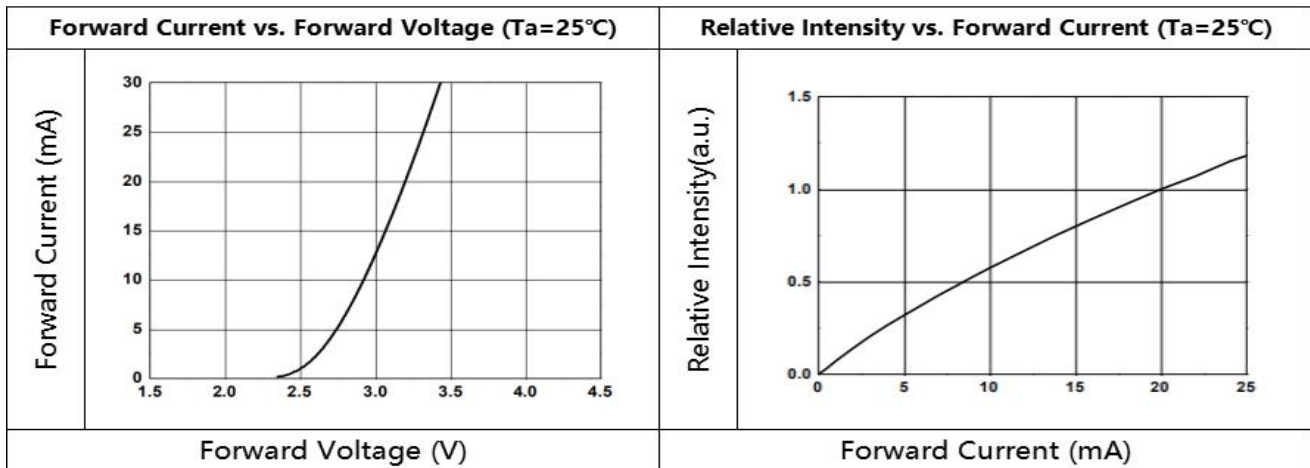 Forward Current vs. Forward Voltage (Ta=25℃)
Relative Intensity vs. Forward Current (Ta=25℃)
Forward Current (mA)
30
25
20
15
10
5
0
1.5 2.0 2.5 3.0 3.5 4.0 4.5
Relative Intensity(a.u.)
1.5
1.0
0.5
0.0
0 5 10 15 20 25
Forward Voltage (V)
Forward Current (mA)